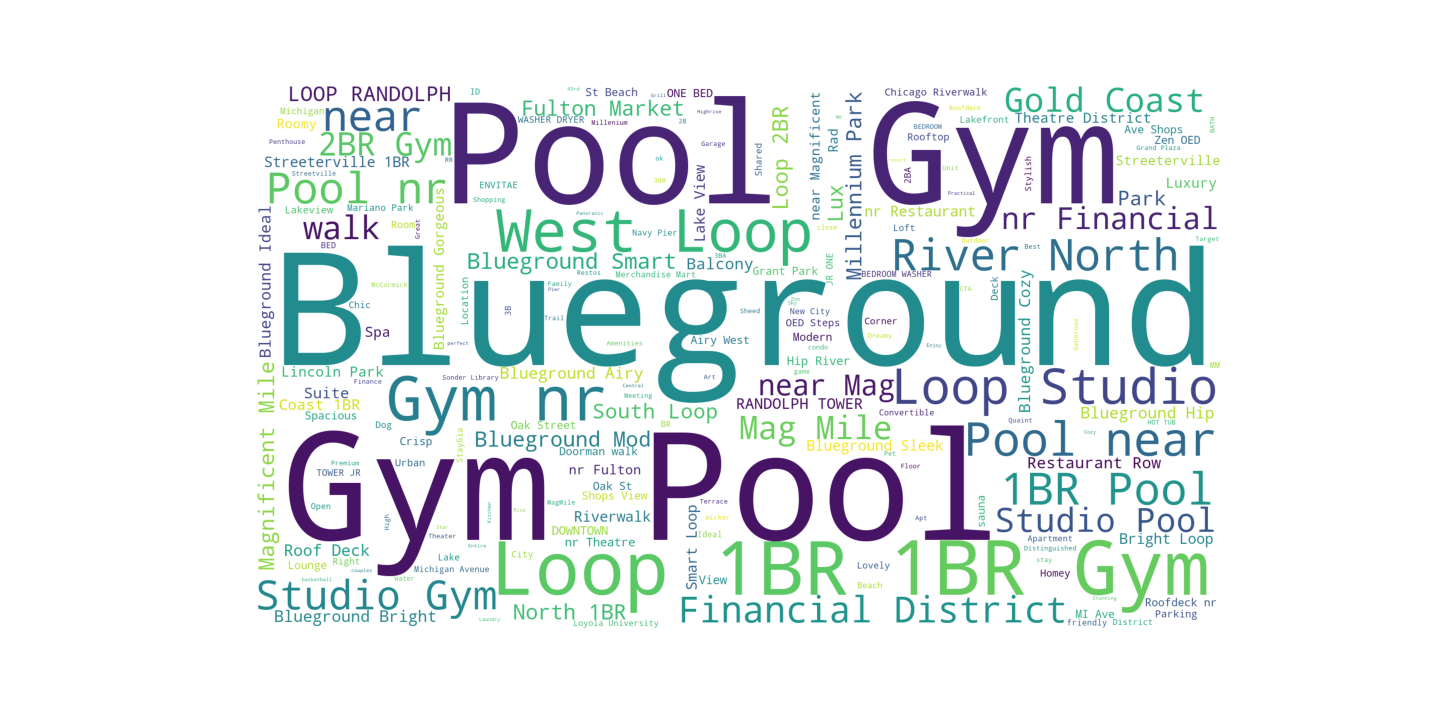 LOOP RANDOLPH
near
Michigan
Roomy
Penthouse
2BR Gym
Streeterville 1BR
Streetville
RR
Pool nr
Lakeview
Mariano Park
Room
walk
BED
Great
ID
43rd
St Beach
Grill
ONE BED
Highrise
Fulton Market
WASHER DRYER
Millenium
2B
Garage
Pool
ok
3BR
ENVITAE
Shopping
Shared
Loop 2BR
Lake View
near Magnificent
Rad
Lux
close
Millennium Park
Chicago Riverwalk
Roofdeck
Gold Coast
Lakefront
Theatre District
BEDROOM
Rooftop
Ave Shops
Zen OED
Grand Plaza
BATH
Gym
2BA
Unit
Practical
Stylish
Streeterville
Luxury
Park
nr Restaurant
nr Financial
Loft
Outdoor
Best
Target
West Loop
Panoramic
Navy Pier
Blueground Smart
Restos
Merchandise Mart
3BA
Balcony
Grant Park
JR ONE
River North
BEDROOM WASHER
CTA
Deck
Blueground Cozy
Blueground Ideal
Blueground Gorgeous
McCormick
Chic
Spa
Location
3B
Family
Pier
Trail
Blueground
perfect
Amenities
Airy West
Sheed
Zoo
Sky
New City
OED Steps
Modern
condo
Corner
Dreamy
Enjoy
Generous
MM
Hip River
game
Lincoln Park
Finance
Sonder Library
Blueground Airy
Central
Meeting
Art
near Mag
Loop Studio
Suite
Coast 1BR
Spacious
Dog
Gym nr
Oak Street
South Loop
BR
RANDOLPH TOWER
Convertible
Quaint
Blueground Hip
HOT TUB
Cozy
Magnificent Mile
Crisp
Urban
StayGia
Blueground Mod
Doorman walk
Mag Mile
Blueground Sleek
Pet
Floor
Pool near
Premium
TOWER JR
Open
nr Fulton
Oak St
Shops View
MagMile
Restaurant Row
1BR Pool
Gym Pool
Terrace
Wicker
Ideal
Apt
sauna
Studio Pool
High
Star
Theater
Kitchen
Rise
Riverwalk
DOWNTOWN
nr Theatre
Smart Loop
Apartment
Distinguished
Bright Loop
Roof Deck
Lounge
Right
Lake
Entire
Michigan Avenue
City
View
Lovely
Beach
stay
Homey
basketball
couples
water
Loop
1BR
1BR Gym
Stunning
Studio Gym
Blueground Bright
Laundry
North 1BR
Loyola University
Financial District
MI Ave
friendly
District
Roofdeck nr
Parking